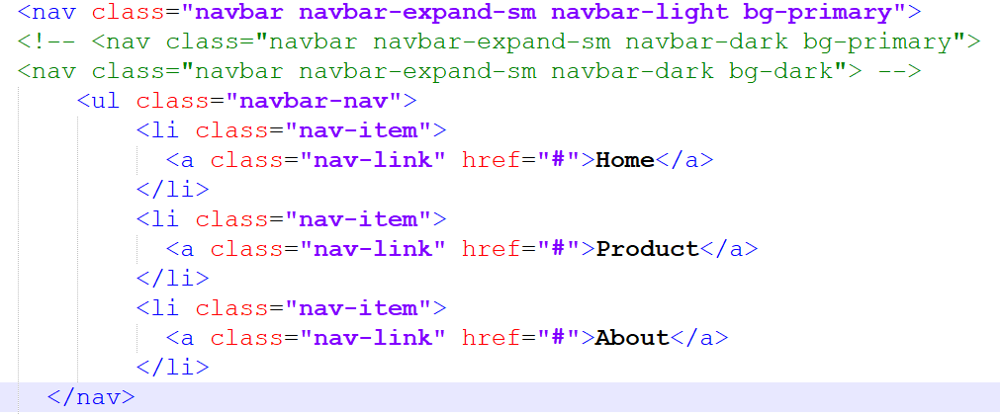 <nav class="navbar navbar-expand-sm navbar-light bg-primary">
<!-- <nav class="navbar navbar-expand-sm navbar-dark bg-primary">
<nav class="navbar navbar-expand-sm navbar-dark bg-dark"> -->
<ul class="navbar-nav">
<li class="nav-item">
<a class="nav-link" href="#">Home</a>
</li>
<li class="nav-item">
<a class="nav-link" href="#">Product</a>
</li>
<li class="nav-item">
<a class="nav-link" href="#">About</a>
</li>
</nav>